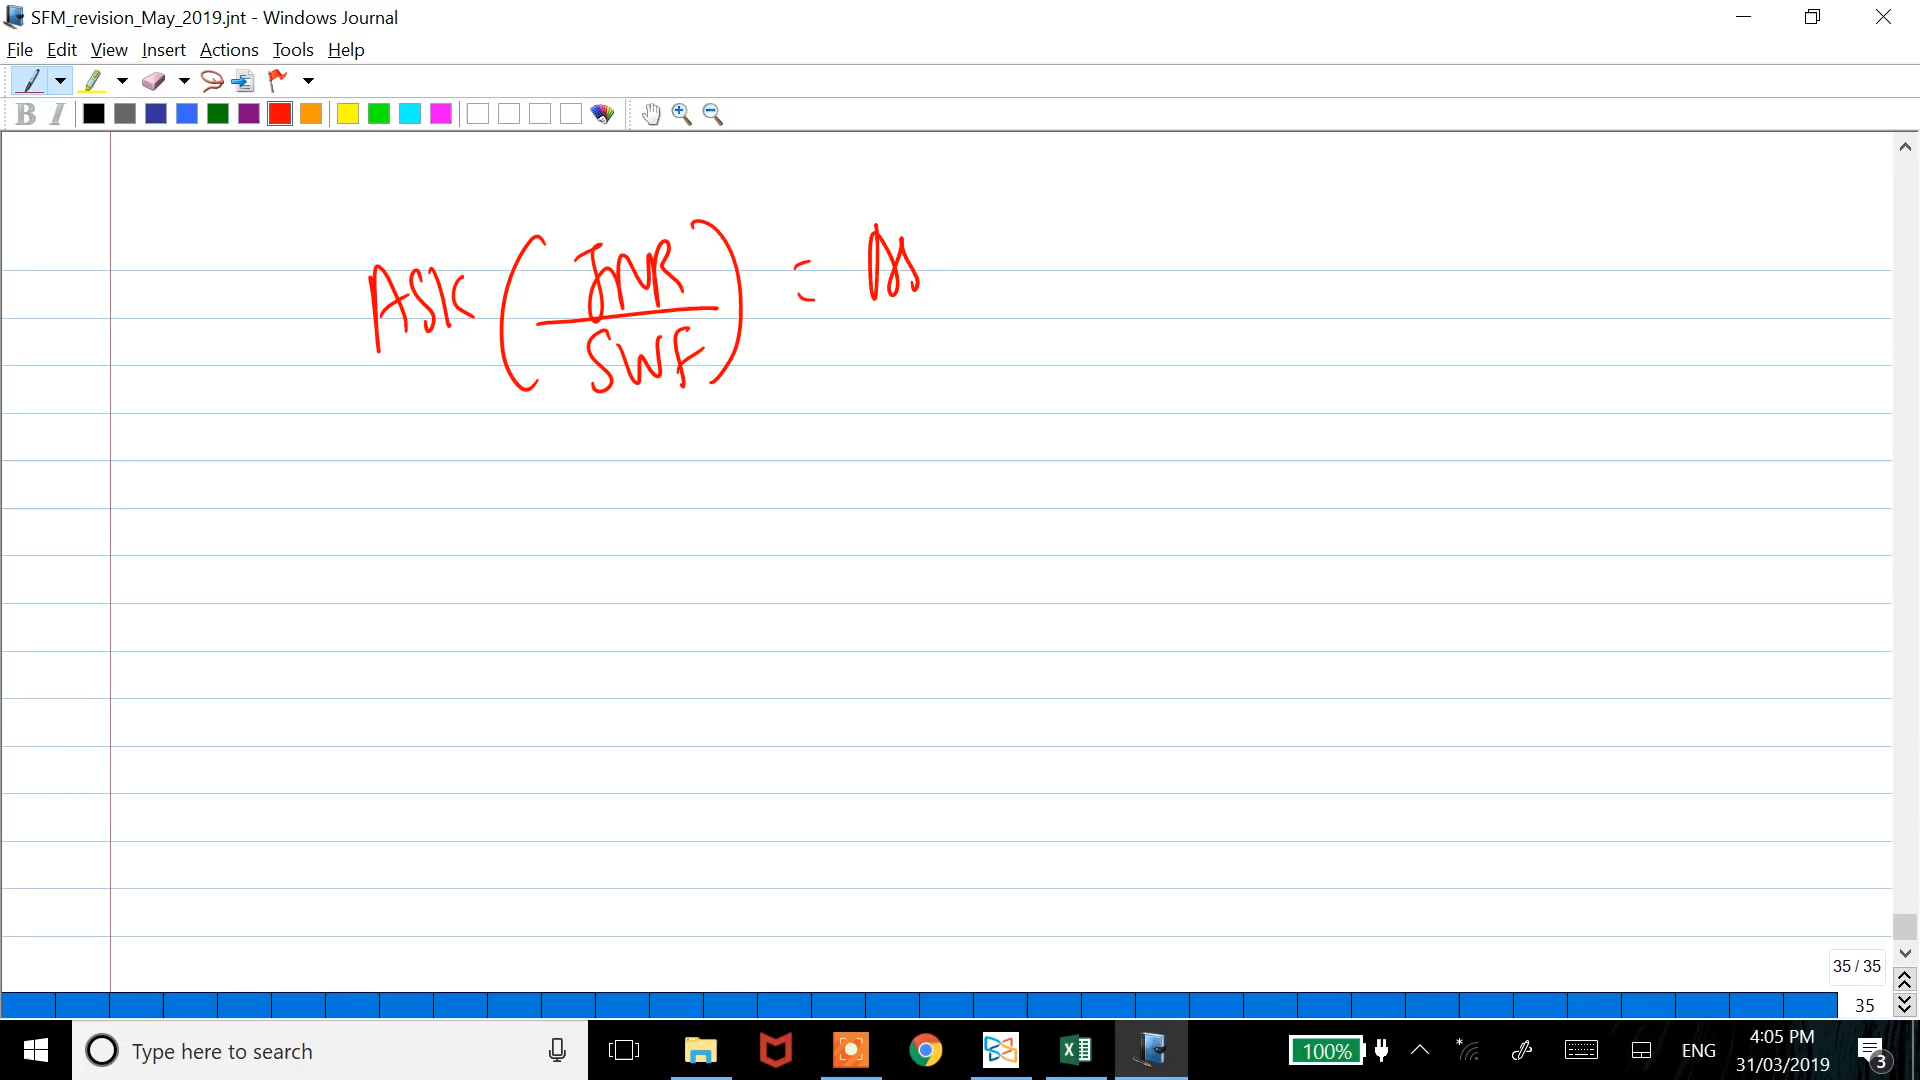 SFM_revision_May_2019.jnt - Windows Journal
File Edit View Insert Actions Tools Help
B I
ASK ( INR / SWF ) = As
35 / 35
35
Type here to search
100%
ENG
4:05 PM
31/03/2019
3